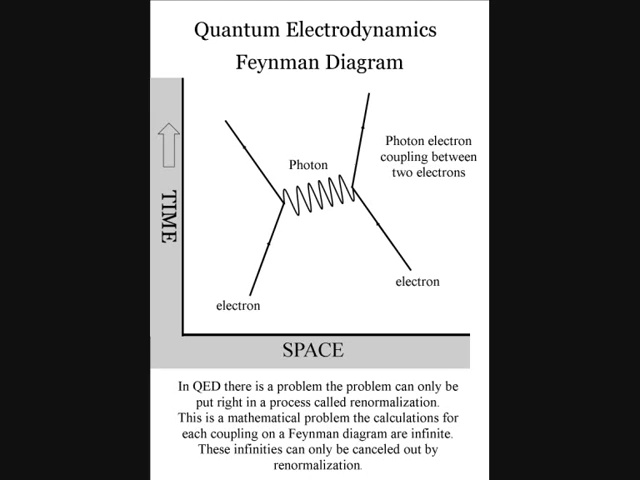 Quantum Electrodynamics
Feynman Diagram
Photon electron
coupling between
two electrons
Photon
TIME
electron
electron
SPACE
In QED there is a problem the problem can only be
put right in a process called renormalization.
This is a mathematical problem the calculations for
each coupling on a Feynman diagram are infinite.
These infinities can only be canceled out by
renormalization.